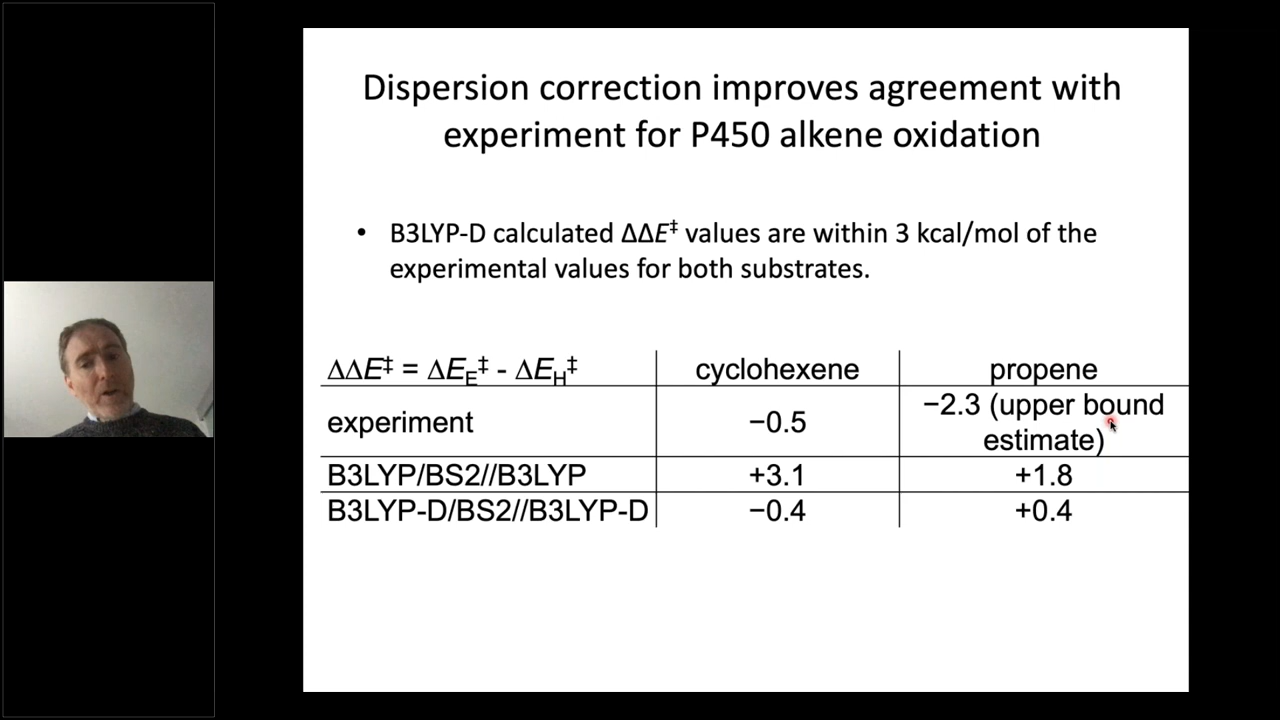 Dispersion correction improves agreement with
experiment for P450 alkene oxidation
• B3LYP-D calculated ΔΔE‡ values are within 3 kcal/mol of the
experimental values for both substrates.
ΔΔE‡ = ΔEE‡ - ΔEH‡ cyclohexene propene
experiment −0.5 −2.3 (upper bound
estimate)
B3LYP/BS2//B3LYP +3.1 +1.8
B3LYP-D/BS2//B3LYP-D −0.4 +0.4